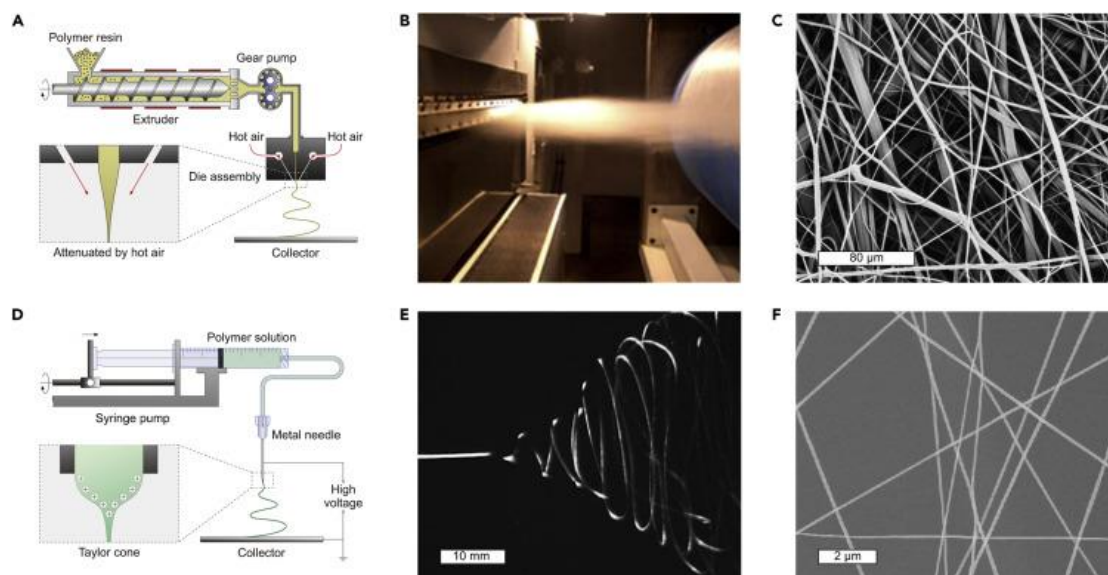 A
Polymer resin
Gear pump
Extruder
Hot air
Hot air
Die assembly
Attenuated by hot air
Collector
B
C
80 µm
D
Polymer solution
Syringe pump
Metal needle
High
voltage
Taylor cone
Collector
E
10 mm
F
2 µm